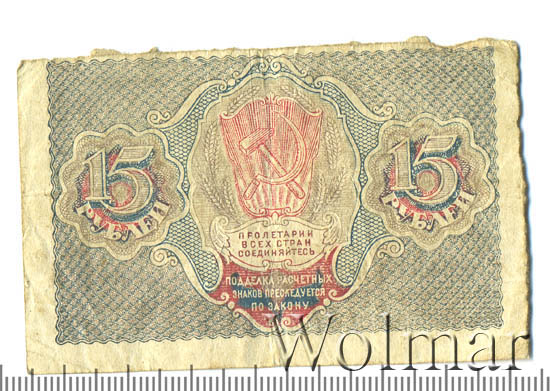 15
РУБЛЕЙ
15
РУБЛЕЙ
ПРОЛЕТАРИИ
ВСЕХ СТРАН
СОЕДИНЯЙТЕСЬ
ПОДДЕЛКА РАСЧЕТНЫХ
ЗНАКОВ ПРЕСЛЕДУЕТСЯ
ПО ЗАКОНУ
Wolmar